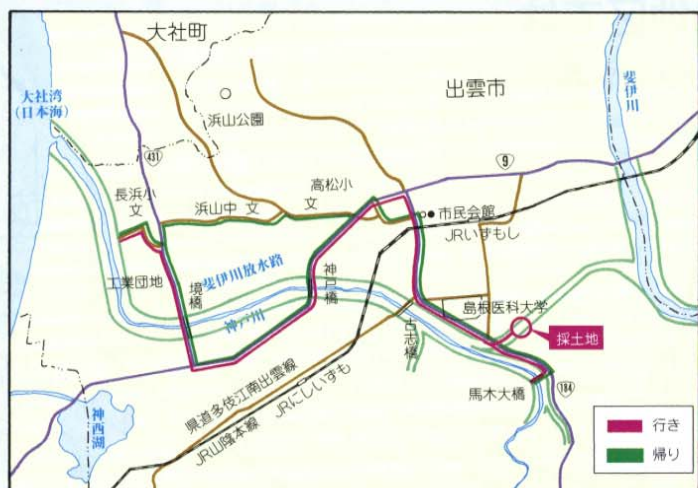 大社町
出雲市
斐伊川
大社湾
(日本海)
浜山公園
431
9
長浜小
文
高松小
文
浜山中 文
市民会館
JRいずもし
工業団地
境橋
斐伊川放水路
神戸川
神戸橋
島根医科大学
古志橋
採土地
馬木大橋
184
県道多伎江南出雲線
JRにしいずも
JR山陰本線
神西湖
行き
帰り